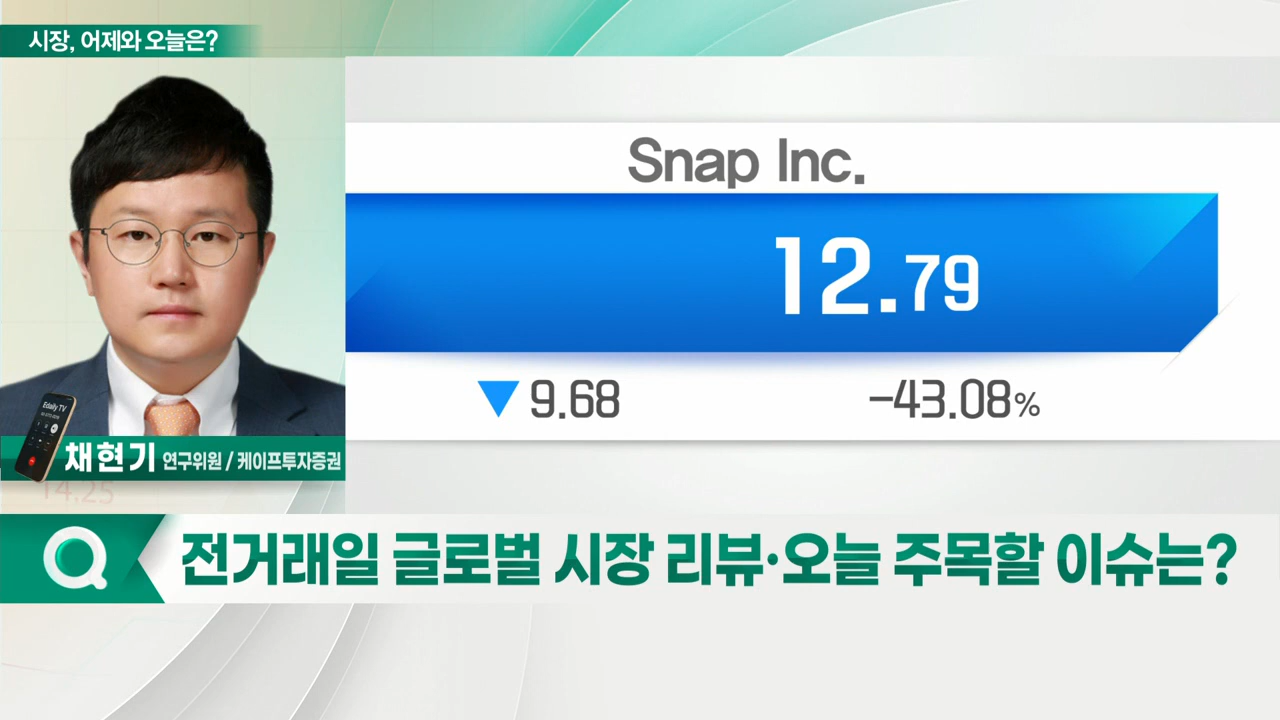 시장, 어제와 오늘은?
Snap Inc.
12.79
▼ 9.68 -43.08%
Edaily TV
채현기 연구위원 / 케이프투자증권
14.25
Q 전거래일 글로벌 시장 리뷰·오늘 주목할 이슈는?